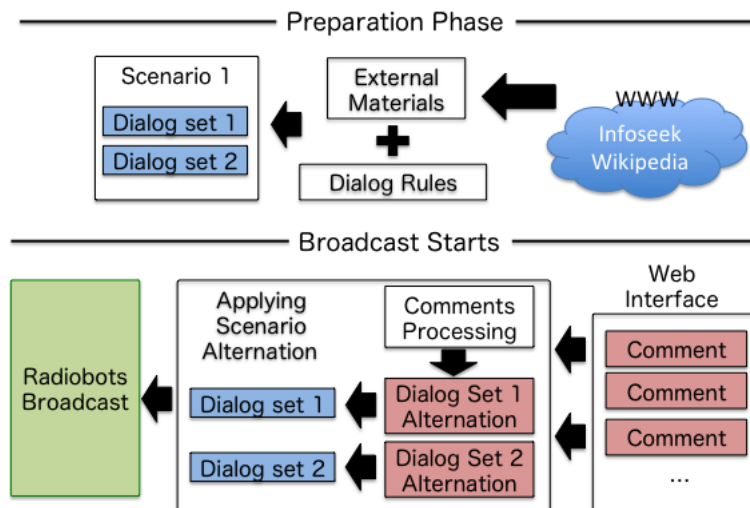 Preparation Phase
Scenario 1
Dialog set 1
Dialog set 2
External
Materials
Dialog Rules
WWW
Infoseek
Wikipedia
Broadcast Starts
Radiobots
Broadcast
Applying
Scenario
Alternation
Dialog set 1
Dialog set 2
Comments
Processing
Dialog Set 1
Alternation
Dialog Set 2
Alternation
Web
Interface
Comment
Comment
Comment
...